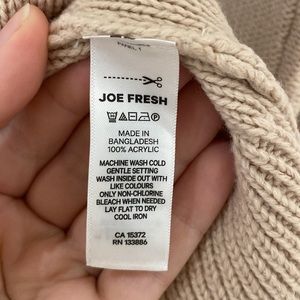 JOE FRESH
MADE IN
BANGLADESH
100% ACRYLIC
MACHINE WASH COLD
GENTLE SETTING
WASH INSIDE OUT WITH
LIKE COLOURS
ONLY NON-CHLORINE
BLEACH WHEN NEEDED
LAY FLAT TO DRY
COOL IRON
CA 15372
RN 133886